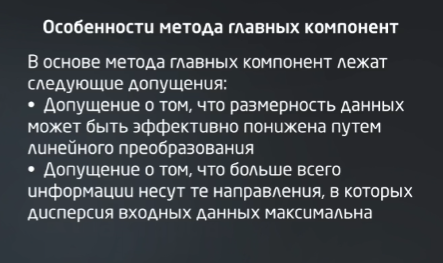 Особенности метода главных компонент
В основе метода главных компонент лежат
следующие допущения:
• Допущение о том, что размерность данных
может быть эффективно понижена путем
линейного преобразования
• Допущение о том, что больше всего
информации несут те направления, в которых
дисперсия входных данных максимальна